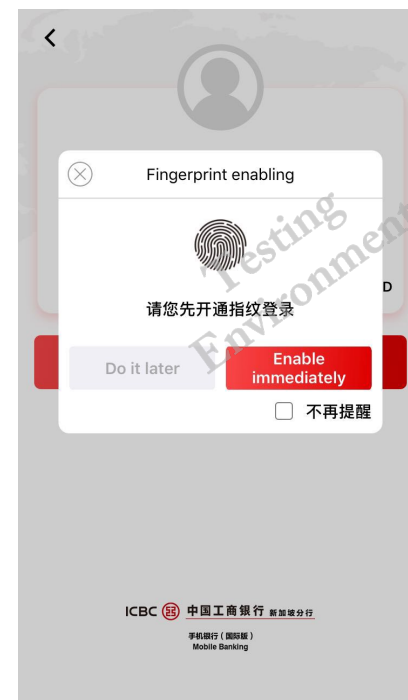 Fingerprint enabling
Testing
Environment
D
请您先开通指纹登录
Do it later
Enable
immediately
不再提醒
ICBC 中国工商银行 新加坡分行
手机银行（国际版）
Mobile Banking